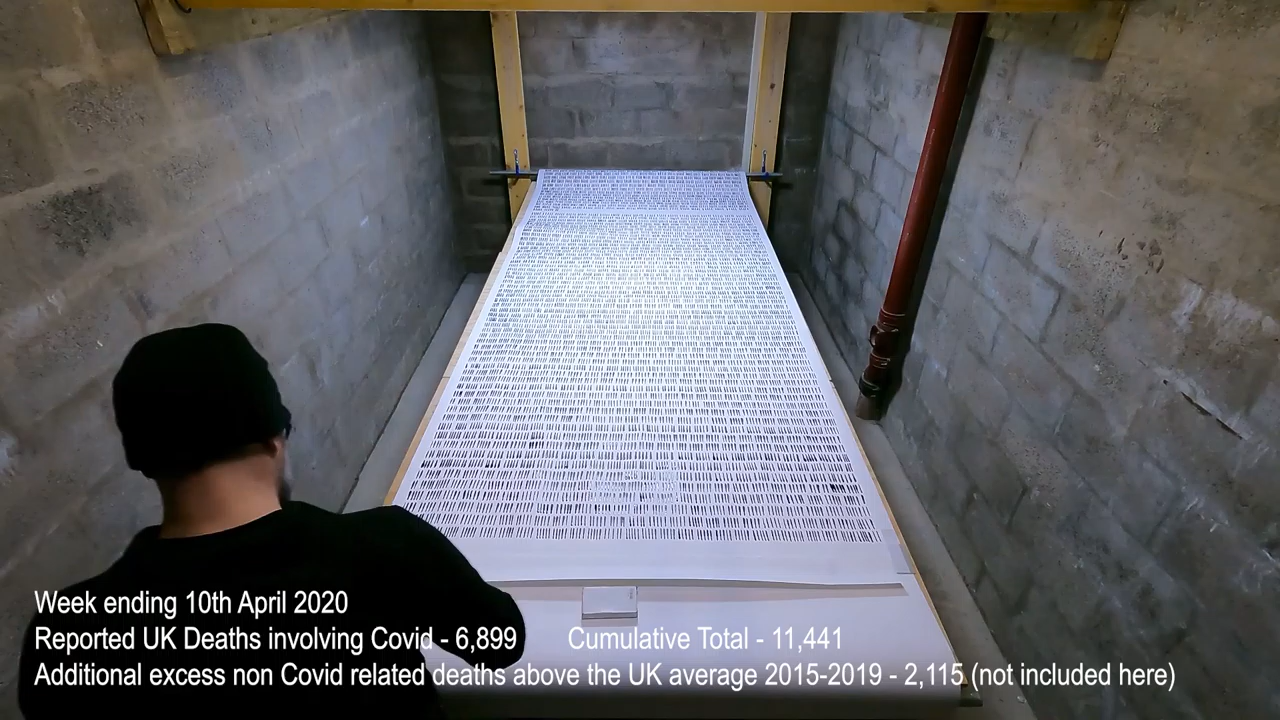 Week ending 10th April 2020
Reported UK Deaths involving Covid - 6,899 Cumulative Total - 11,441
Additional excess non Covid related deaths above the UK average 2015-2019 - 2,115 (not included here)